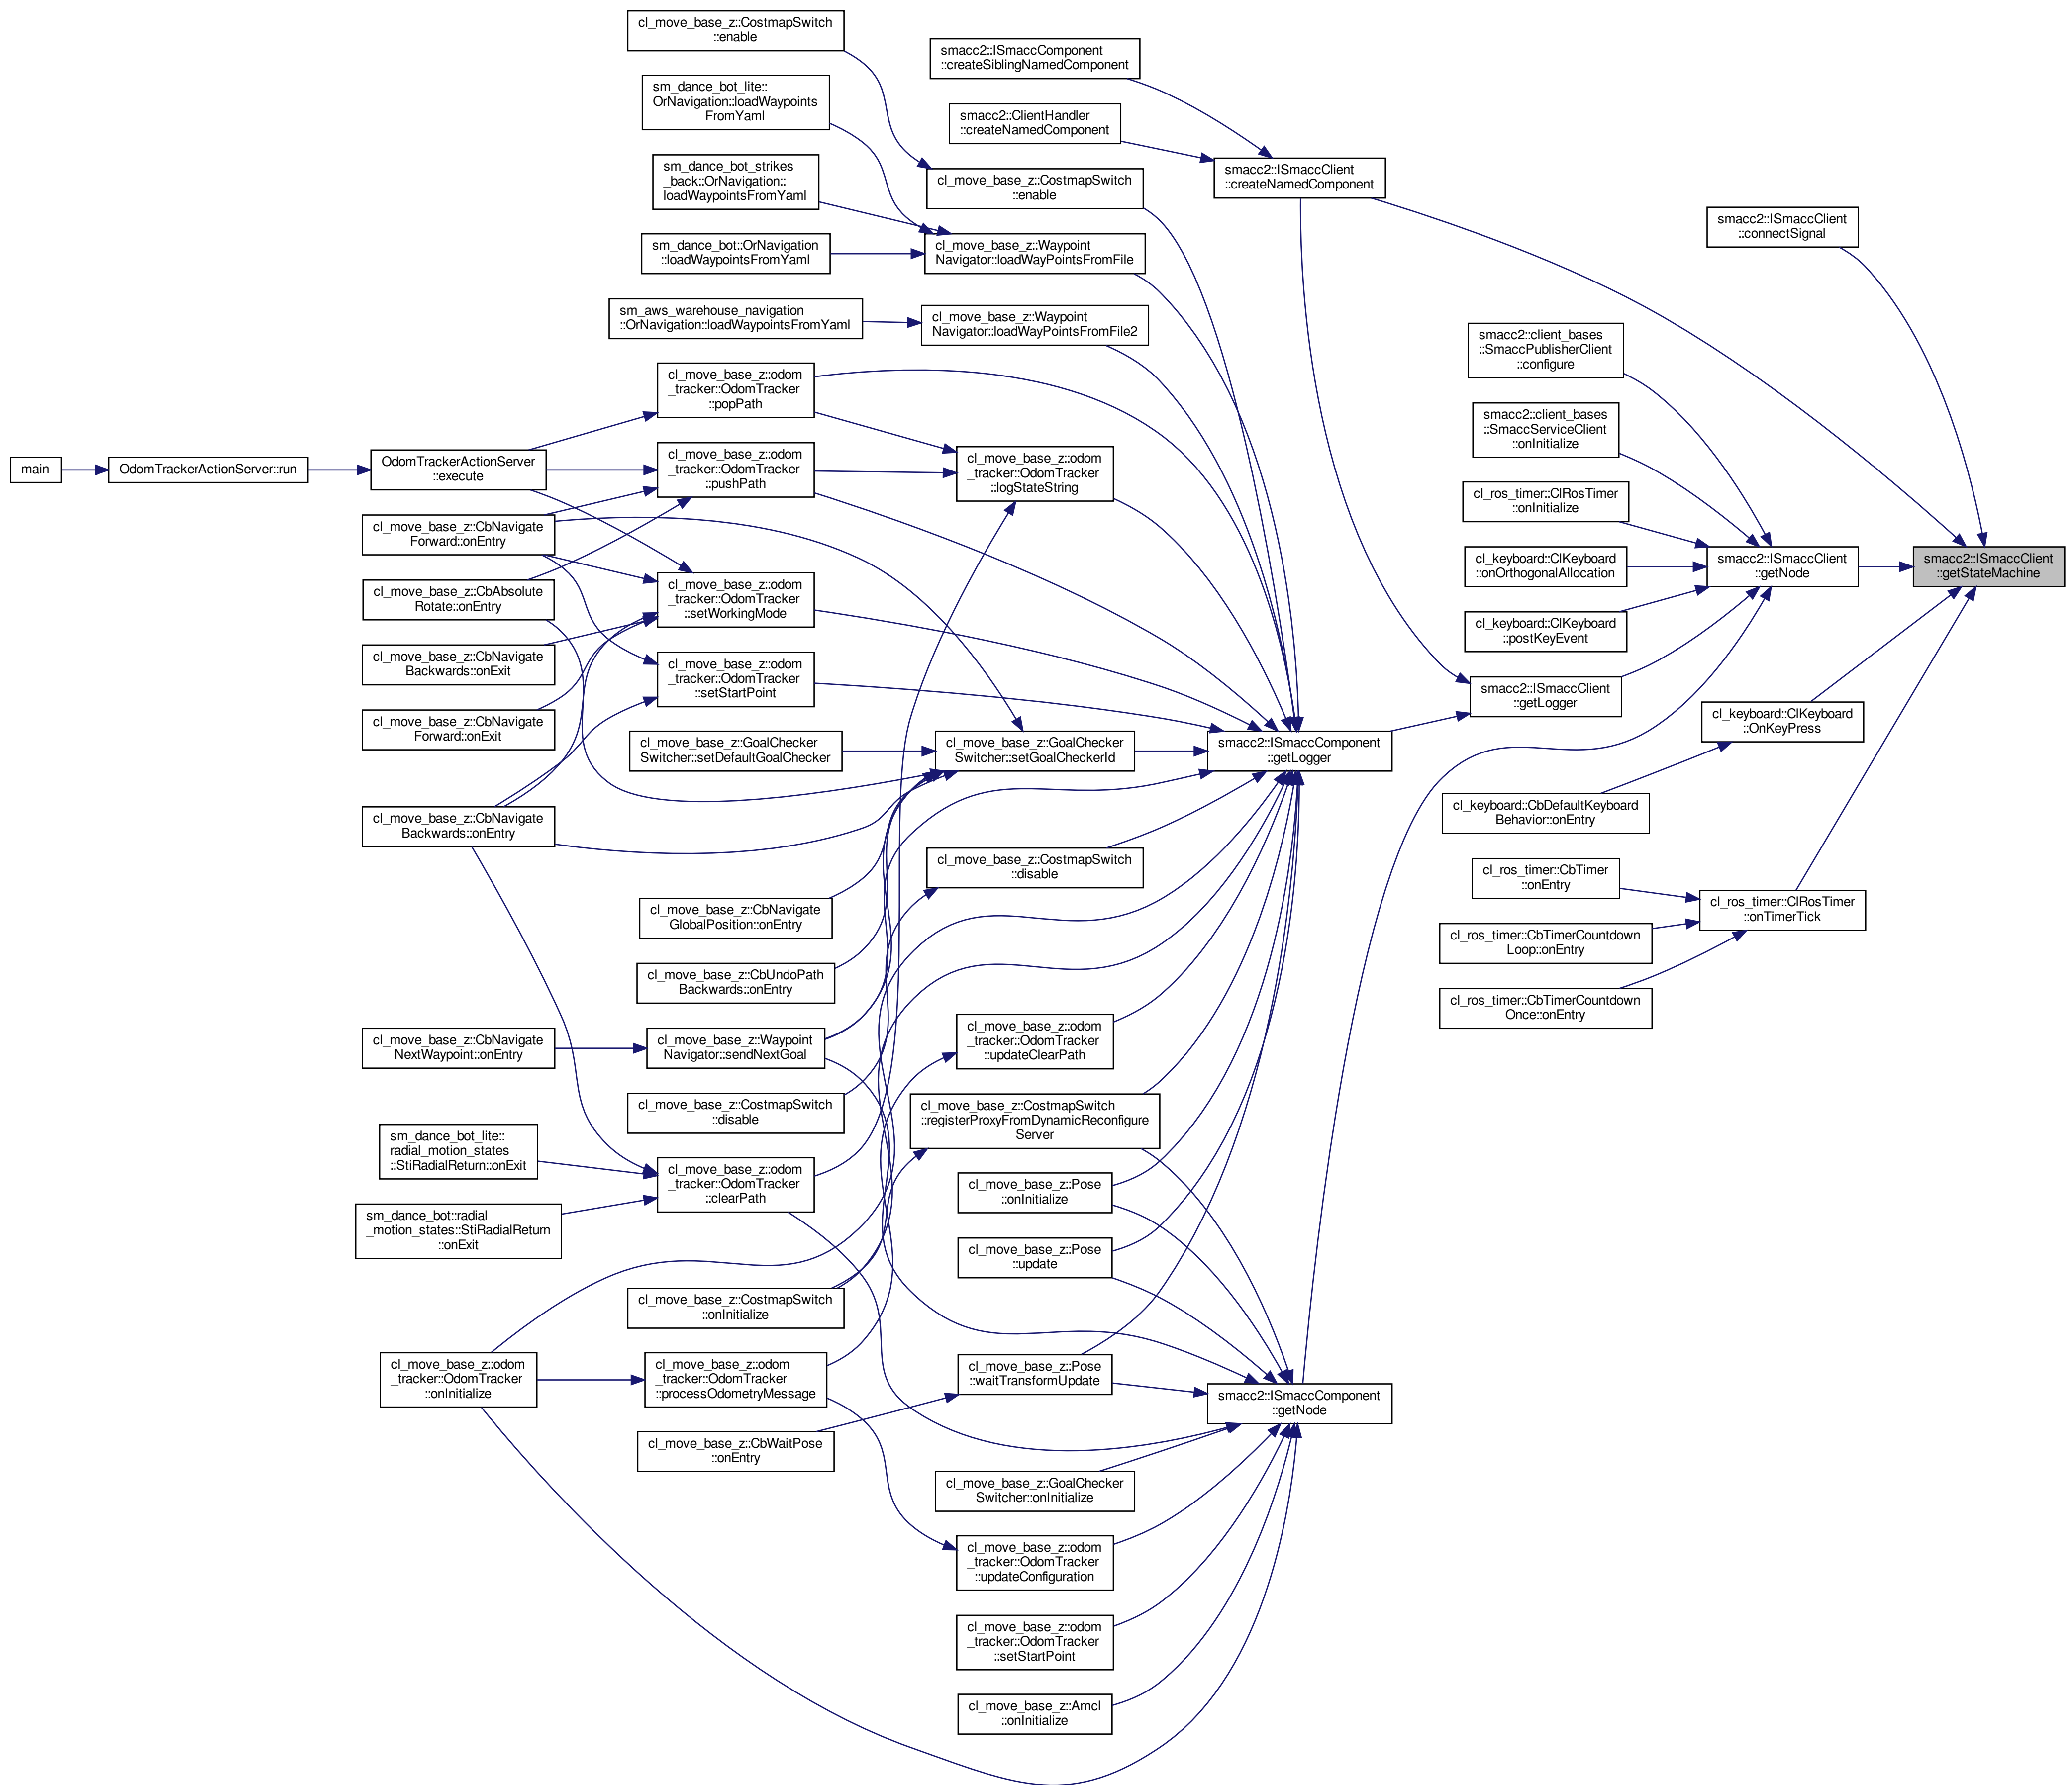 cl_move_base_z::CostmapSwitch
::enable
smacc2::ISmaccComponent
::createSiblingNamedComponent
sm_dance_bot_lite::
OrNavigation::loadWaypoints
FromYaml
smacc2::ClientHandler
::createNamedComponent
sm_dance_bot_strikes
_back::OrNavigation::
loadWaypointsFromYaml
cl_move_base_z::CostmapSwitch
::enable
smacc2::ISmaccClient
::createNamedComponent
smacc2::ISmaccClient
::connectSignal
sm_dance_bot::OrNavigation
::loadWaypointsFromYaml
cl_move_base_z::Waypoint
Navigator::loadWayPointsFromFile
sm_aws_warehouse_navigation
::OrNavigation::loadWaypointsFromYaml
cl_move_base_z::Waypoint
Navigator::loadWayPointsFromFile2
smacc2::client_bases
::SmaccPublisherClient
::configure
cl_move_base_z::odom
_tracker::OdomTracker
::popPath
smacc2::client_bases
::SmaccServiceClient
::onInitialize
main
OdomTrackerActionServer::run
OdomTrackerActionServer
::execute
cl_move_base_z::odom
_tracker::OdomTracker
::pushPath
cl_move_base_z::odom
_tracker::OdomTracker
::logStateString
cl_ros_timer::ClRosTimer
::onInitialize
cl_move_base_z::CbNavigate
Forward::onEntry
cl_keyboard::ClKeyboard
::onOrthogonalAllocation
smacc2::ISmaccClient
::getNode
smacc2::ISmaccClient
::getStateMachine
cl_move_base_z::CbAbsolute
Rotate::onEntry
cl_move_base_z::odom
_tracker::OdomTracker
::setWorkingMode
cl_keyboard::ClKeyboard
::postKeyEvent
cl_move_base_z::CbNavigate
Backwards::onExit
cl_move_base_z::odom
_tracker::OdomTracker
::setStartPoint
smacc2::ISmaccClient
::getLogger
cl_move_base_z::CbNavigate
Forward::onExit
cl_keyboard::ClKeyboard
::OnKeyPress
cl_move_base_z::GoalChecker
Switcher::setDefaultGoalChecker
cl_move_base_z::GoalChecker
Switcher::setGoalCheckerId
smacc2::ISmaccComponent
::getLogger
cl_move_base_z::CbNavigate
Backwards::onEntry
cl_keyboard::CbDefaultKeyboard
Behavior::onEntry
cl_move_base_z::CostmapSwitch
::disable
cl_ros_timer::CbTimer
::onEntry
cl_move_base_z::CbNavigate
GlobalPosition::onEntry
cl_ros_timer::ClRosTimer
::onTimerTick
cl_ros_timer::CbTimerCountdown
Loop::onEntry
cl_move_base_z::CbUndoPath
Backwards::onEntry
cl_ros_timer::CbTimerCountdown
Once::onEntry
cl_move_base_z::CbNavigate
NextWaypoint::onEntry
cl_move_base_z::Waypoint
Navigator::sendNextGoal
cl_move_base_z::odom
_tracker::OdomTracker
::updateClearPath
cl_move_base_z::CostmapSwitch
::disable
cl_move_base_z::CostmapSwitch
::registerProxyFromDynamicReconfigure
Server
sm_dance_bot_lite::
radial_motion_states
::StiRadialReturn::onExit
cl_move_base_z::odom
_tracker::OdomTracker
::clearPath
cl_move_base_z::Pose
::onInitialize
sm_dance_bot::radial
_motion_states::StiRadialReturn
::onExit
cl_move_base_z::Pose
::update
cl_move_base_z::CostmapSwitch
::onInitialize
cl_move_base_z::odom
_tracker::OdomTracker
::onInitialize
cl_move_base_z::odom
_tracker::OdomTracker
::processOdometryMessage
cl_move_base_z::Pose
::waitTransformUpdate
smacc2::ISmaccComponent
::getNode
cl_move_base_z::CbWaitPose
::onEntry
cl_move_base_z::GoalChecker
Switcher::onInitialize
cl_move_base_z::odom
_tracker::OdomTracker
::updateConfiguration
cl_move_base_z::odom
_tracker::OdomTracker
::setStartPoint
cl_move_base_z::Amcl
::onInitialize